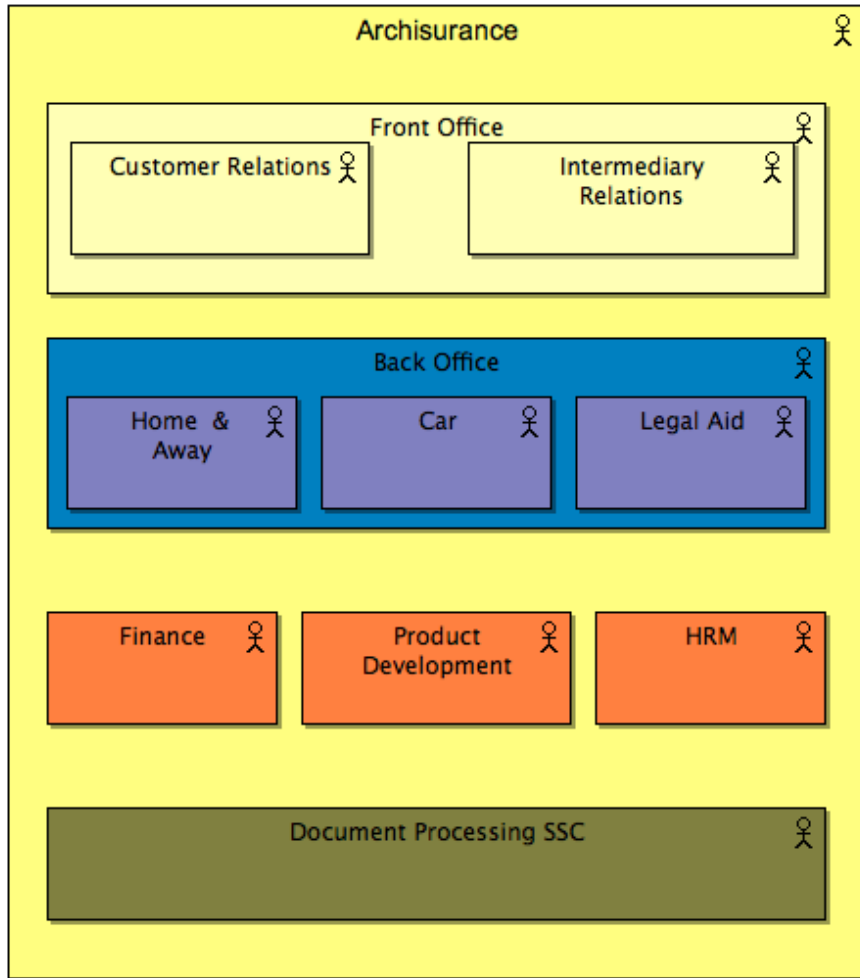 Archisurance
Front Office
Customer Relations
Intermediary
Relations
Back Office
Home & 
Away
Car
Legal Aid
Finance
Product
Development
HRM
Document Processing SSC